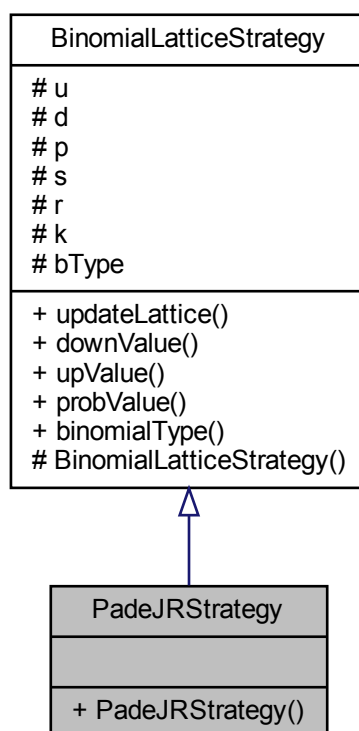 BinomialLatticeStrategy
# u
# d
# p
# s
# r
# k
# bType
+ updateLattice()
+ downValue()
+ upValue()
+ probValue()
+ binomialType()
# BinomialLatticeStrategy()
PadeJRStrategy
+ PadeJRStrategy()